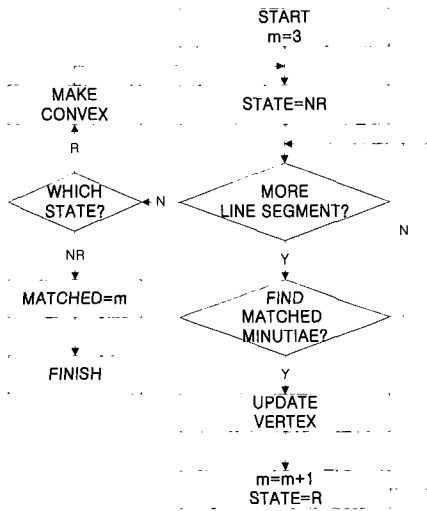 START
m=3
STATE=NR
MORE
LINE SEGMENT?
N
N
Y
FIND
MATCHED
MINUTIAE?
Y
UPDATE
VERTEX
m=m+1
STATE=R
MAKE
CONVEX
R
WHICH
STATE?
NR
MATCHED=m
FINISH